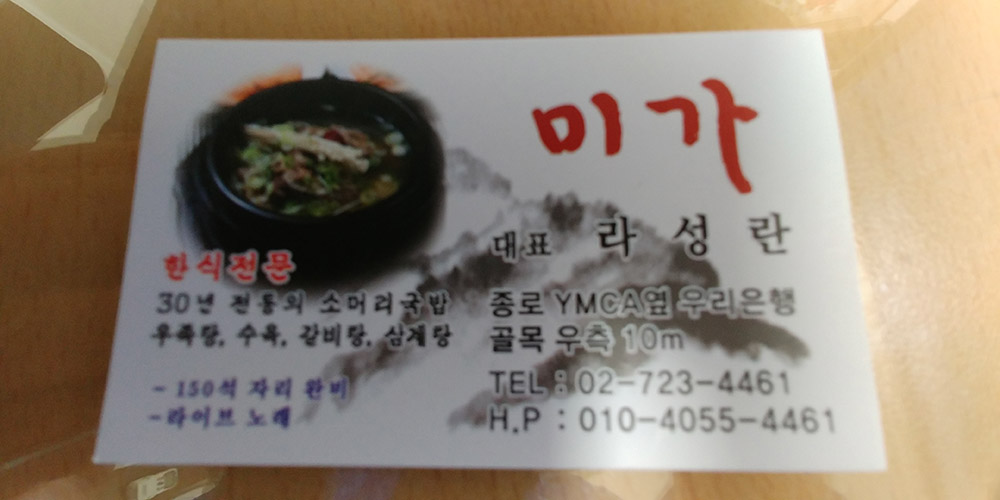 미가
대표 라성란
한식전문
30년 전통의 소머리국밥
우족탕, 수육, 갈비탕, 삼계탕
- 150석 자리 완비
- 라이브 노래
종로 YMCA옆 우리은행
골목 우측 10m
TEL : 02-723-4461
H.P : 010-4055-4461